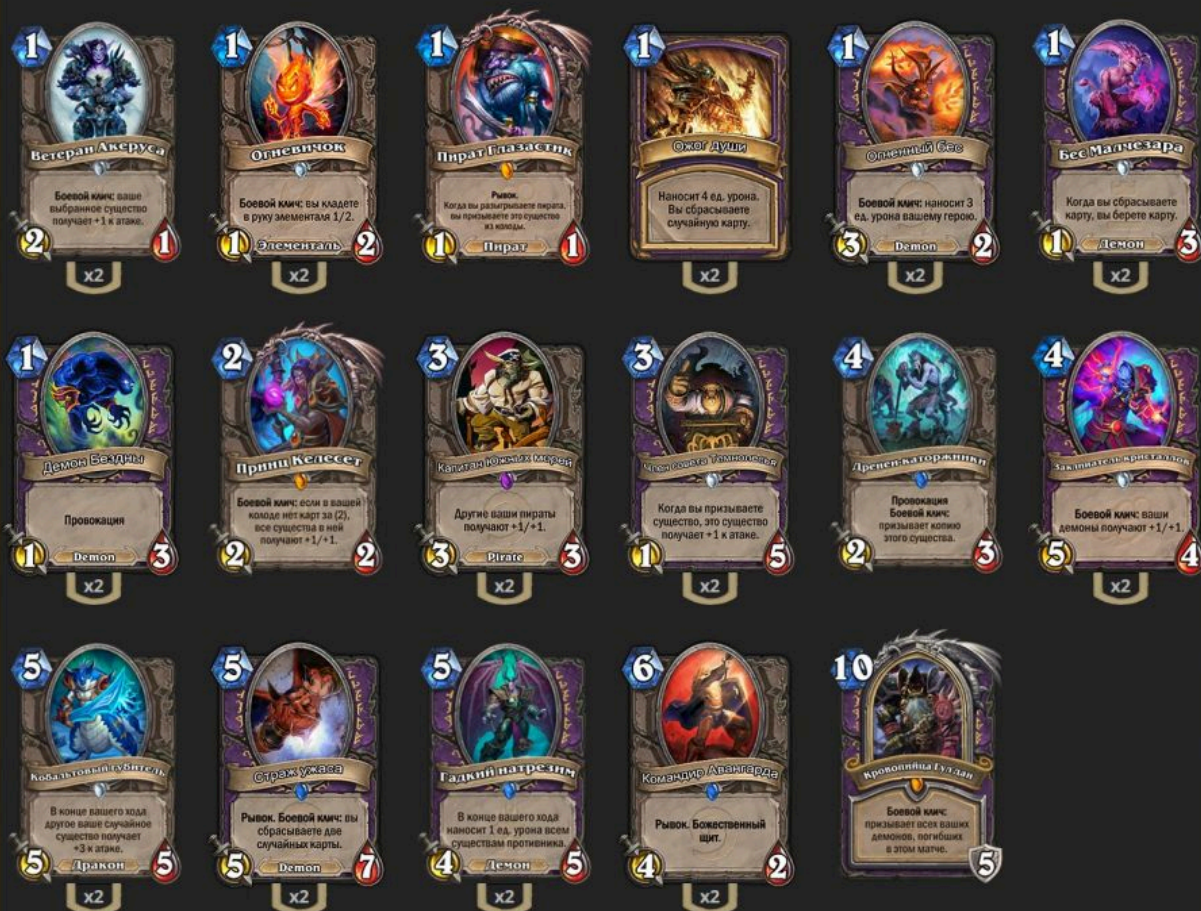 1
Ветеран Акеруса
Боевой клич: ваше
выбранное существо
получает +1 к атаке.
2
1
x2
1
Огневичок
Боевой клич: вы кладете
в руку элементаля 1/2.
1
Элементаль
2
x2
1
Пират Глазастик
Рывок.
Когда вы разыгрываете пирата,
вы призываете это существо
из колоды.
1
Пират
1
1
Ожог души
Наносит 4 ед. урона.
Вы сбрасываете
случайную карту.
x2
1
Огненный бес
Боевой клич: наносит 3
ед. урона вашему герою.
3
Demon
2
x2
1
Бес Малчезара
Когда вы сбрасываете
карту, вы берете карту.
1
Демон
3
x2
1
Демон Бездны
Провокация
1
Demon
3
x2
2
Принц Келесет
Боевой клич: если в вашей
колоде нет карт за (2),
все существа в ней
получают +1/+1.
2
2
3
Капитан Южных морей
Другие ваши пираты
получают +1/+1.
3
Pirate
3
x2
3
Член совета Темнолесья
Когда вы призываете
существо, это существо
получает +1 к атаке.
1
5
x2
4
Дренеи-каторжники
Провокация
Боевой клич:
призывает копию
этого существа.
2
3
4
Заклинатель кристаллов
Боевой клич: ваши
демоны получают +1/+1.
5
4
x2
5
Кобальтовый губитель
В конце вашего хода
другое ваше случайное
существо получает
+3 к атаке.
5
Дракон
5
x2
5
Страж ужаса
Рывок. Боевой клич: вы
сбрасываете две
случайных карты.
5
Demon
7
x2
5
Гадкий натрезим
В конце вашего хода
наносит 1 ед. урона всем
существам противника.
4
Демон
5
x2
6
Командир Авангарда
Рывок. Божественный
щит.
4
2
x2
10
Кровопийца Гул'дан
Боевой клич:
призывает всех ваших
демонов, погибших
в этом матче.
5